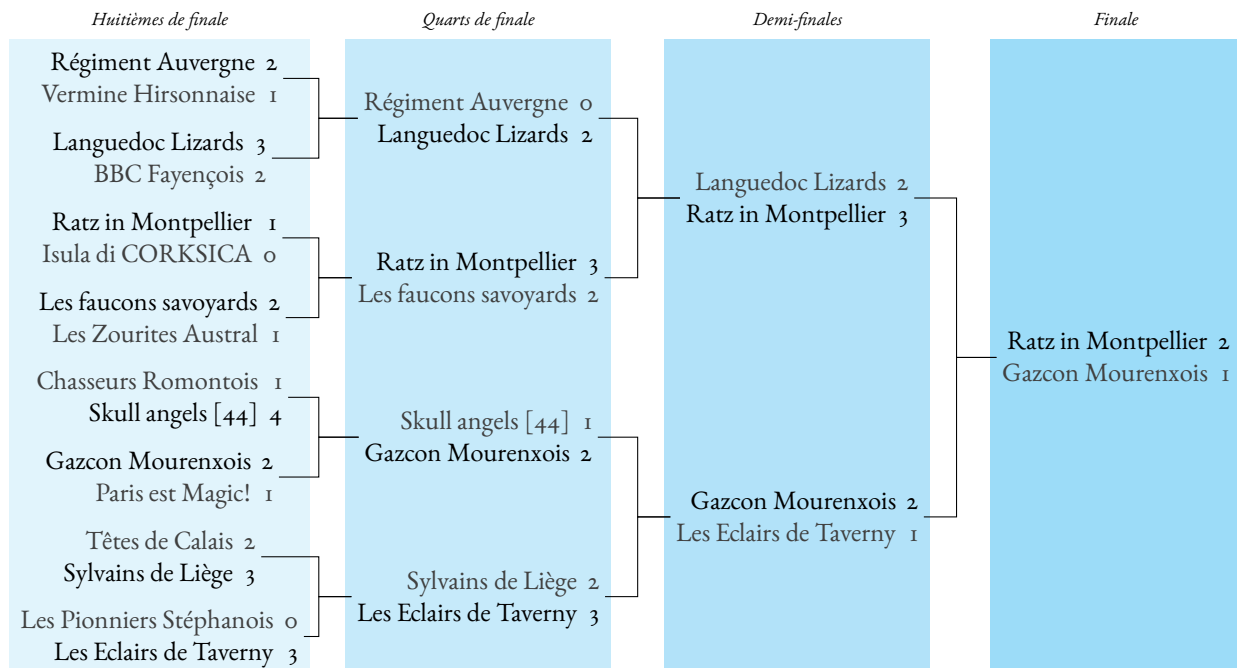 Huitièmes de finale
Quarts de finale
Demi-finales
Finale
Régiment Auvergne 2
Vermine Hirsonnaise 1
Languedoc Lizards 3
BBC Fayençois 2
Ratz in Montpellier 1
Isula di CORKSICA 0
Les faucons savoyards 2
Les Zourites Austral 1
Chasseurs Romontois 1
Skull angels [44] 4
Gazcon Mourenxois 2
Paris est Magic! 1
Têtes de Calais 2
Sylvains de Liège 3
Les Pionniers Stéphanois 0
Les Eclairs de Taverny 3
Régiment Auvergne 0
Languedoc Lizards 2
Ratz in Montpellier 3
Les faucons savoyards 2
Skull angels [44] 1
Gazcon Mourenxois 2
Sylvains de Liège 2
Les Eclairs de Taverny 3
Languedoc Lizards 2
Ratz in Montpellier 3
Gazcon Mourenxois 2
Les Eclairs de Taverny 1
Ratz in Montpellier 2
Gazcon Mourenxois 1